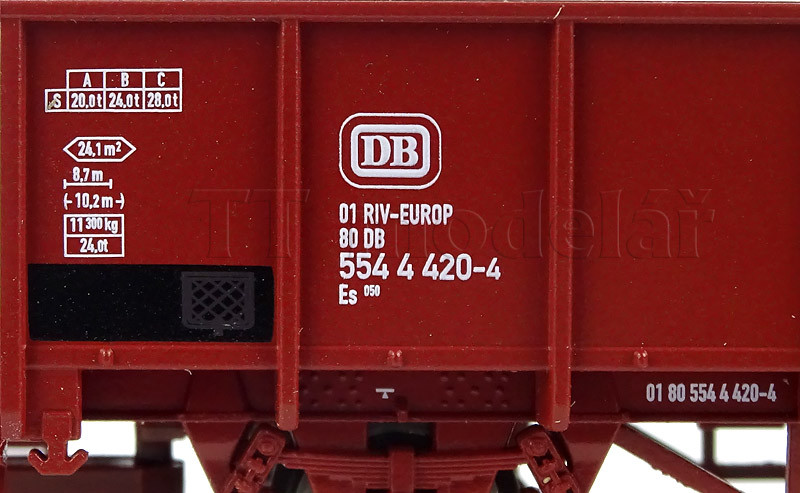 A B C
S 20,0t 24,0t 28,0t
24,1 m²
8,7 m
(- 10,2 m -)
11 300 kg
24,0t
DB
01 RIV-EUROP
80 DB
554 4 420-4
Es 050
01 80 554 4 420-4
TT modelář